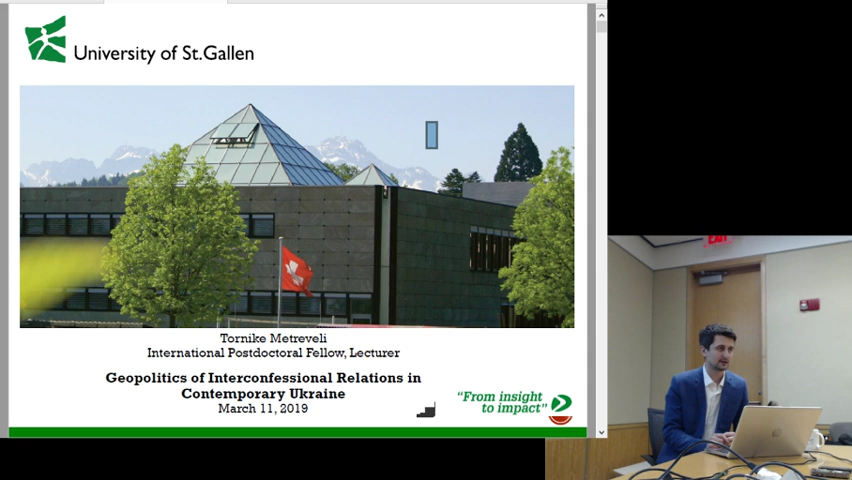 University of St.Gallen
Tornike Metreveli
International Postdoctoral Fellow, Lecturer
Geopolitics of Interconfessional Relations in
Contemporary Ukraine
March 11, 2019
“From insight
to impact”
EXIT